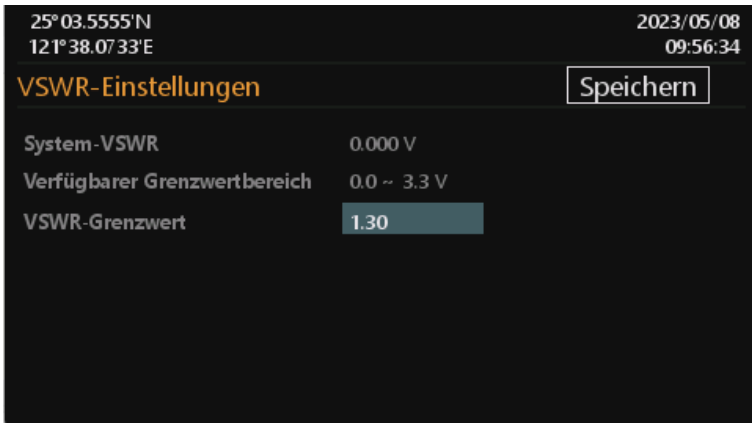 25° 03.5555'N
2023/05/08
121° 38.0733'E
09:56:34
VSWR-Einstellungen
Speichern
System-VSWR 0.000 V
Verfügbarer Grenzwertbereich 0.0 ~ 3.3 V
VSWR-Grenzwert 1.30